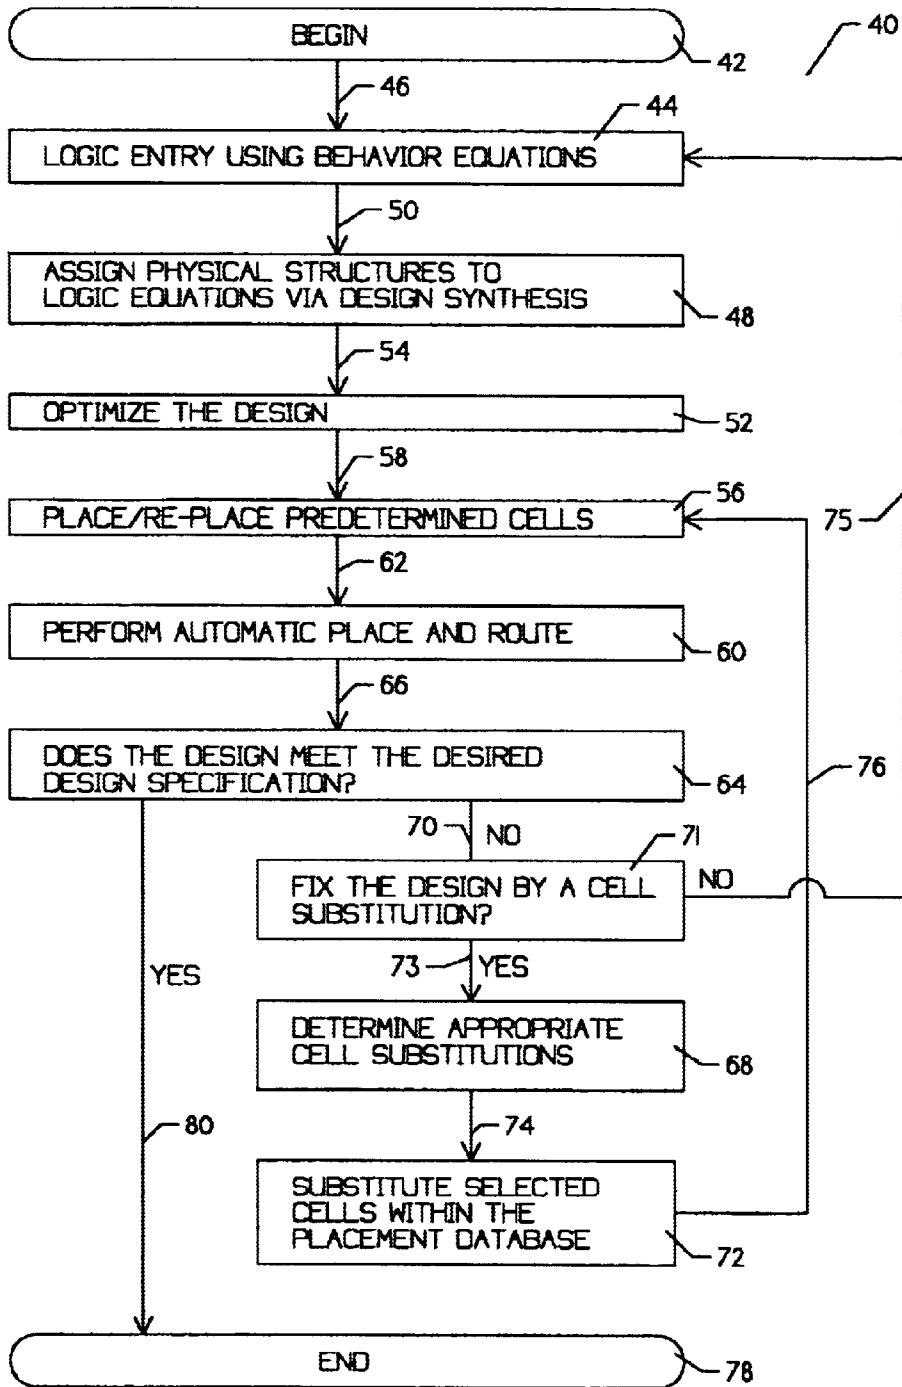 BEGIN
42
40
46
44
LOGIC ENTRY USING BEHAVIOR EQUATIONS
50
ASSIGN PHYSICAL STRUCTURES TO
LOGIC EQUATIONS VIA DESIGN SYNTHESIS
48
54
OPTIMIZE THE DESIGN
52
58
56
PLACE/RE-PLACE PREDETERMINED CELLS
75
62
PERFORM AUTOMATIC PLACE AND ROUTE
60
66
DOES THE DESIGN MEET THE DESIRED
DESIGN SPECIFICATION?
64
76
70
NO
71
FIX THE DESIGN BY A CELL
SUBSTITUTION?
NO
73
YES
YES
DETERMINE APPROPRIATE
CELL SUBSTITUTIONS
68
80
74
SUBSTITUTE SELECTED
CELLS WITHIN THE
PLACEMENT DATABASE
72
END
78